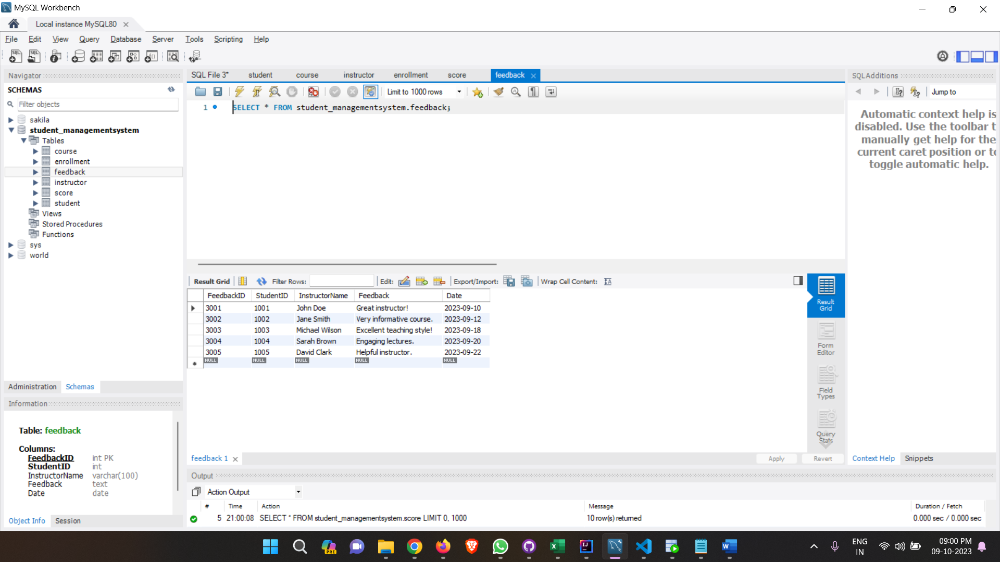 MySQL Workbench
Local instance MySQL80
File Edit View Query Database Server Tools Scripting Help
Navigator
SCHEMAS
Filter objects
sakila
student_managementsystem
Tables
course
enrollment
feedback
instructor
score
student
Views
Stored Procedures
Functions
sys
world
Administration Schemas
Information
Table: feedback
Columns:
FeedbackID int PK
StudentID int
InstructorName varchar(100)
Feedback text
Date date
Object Info Session
SQL File 3* student course instructor enrollment score feedback
Limit to 1000 rows
1 SELECT * FROM student_managementsystem.feedback;
Result Grid Filter Rows: Edit: Export/Import: Wrap Cell Content:
FeedbackID StudentID InstructorName Feedback Date
3001 1001 John Doe Great instructor! 2023-09-10
3002 1002 Jane Smith Very informative course. 2023-09-12
3003 1003 Michael Wilson Excellent teaching style! 2023-09-18
3004 1004 Sarah Brown Engaging lectures. 2023-09-20
3005 1005 David Clark Helpful instructor. 2023-09-22
NULL NULL NULL NULL NULL
Result
Grid
Form
Editor
Field
Types
Query
Stats
feedback 1
Apply Revert
SQLAdditions
Jump to
Automatic context help is
disabled. Use the toolbar t
manually get help for the
current caret position or to
toggle automatic help.
Context Help Snippets
Output
Action Output
# Time Action Message Duration / Fetch
5 21:00:08 SELECT * FROM student_managementsystem.score LIMIT 0, 1000 10 row(s) returned 0.000 sec / 0.000 sec
ENG
IN
09:00 PM
09-10-2023